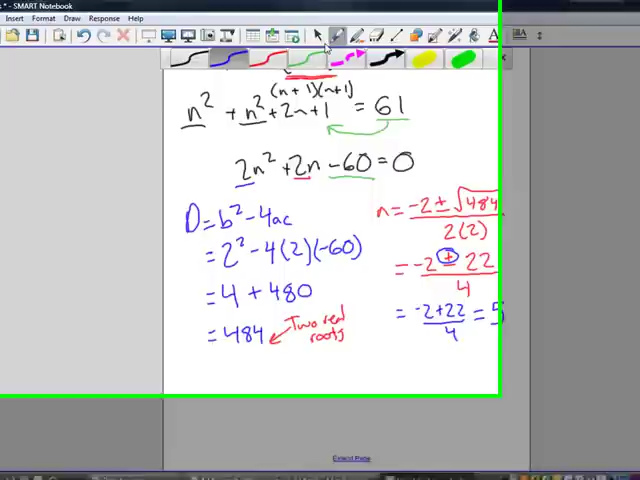 * - SMART Notebook
Insert Format Draw Response Help
(n+1)(n+1)
n² + n² + 2n + 1 = 61
2n² + 2n - 60 = 0
D = b² - 4ac
= 2² - 4(2)(-60)
= 4 + 480
= 484
Two real roots
n = -2 ± √484 / 2(2)
= -2 ± 22 / 4
= -2 + 22 / 4 = 5
Extend Page